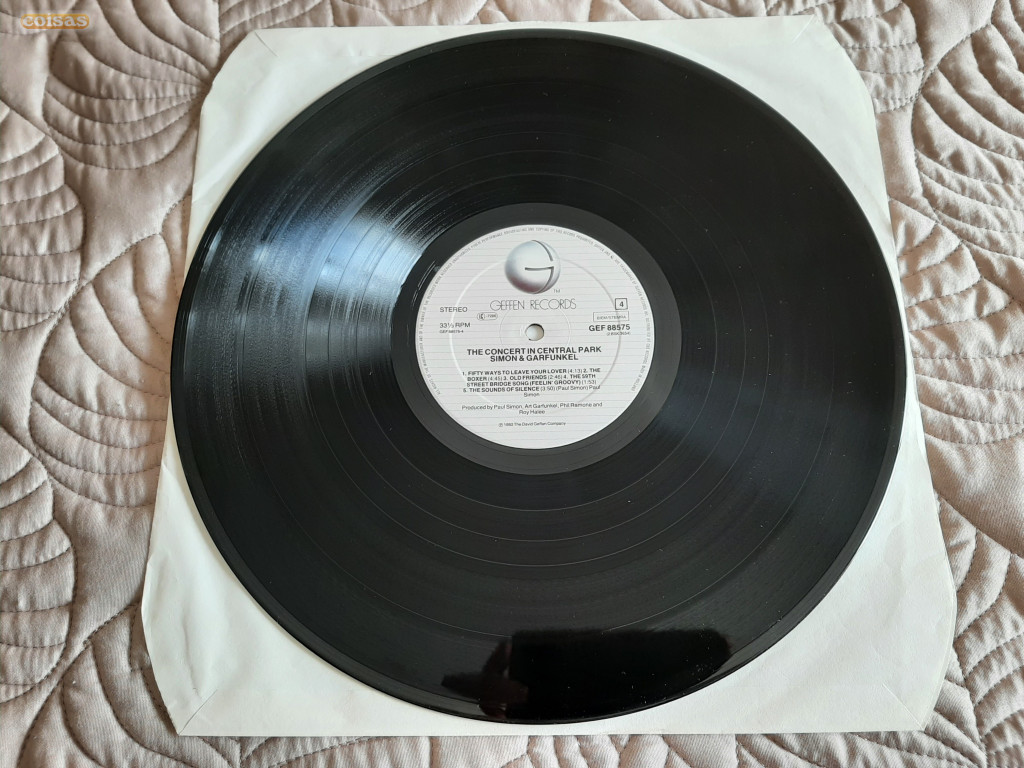 coisas
GEFFEN RECORDS
TM
STEREO
33⅓ RPM
4
GEF 88575
THE CONCERT IN CENTRAL PARK
SIMON & GARFUNKEL
1. FIFTY WAYS TO LEAVE YOUR LOVER (4:13) 2. THE
BOXER (4:45) 3. OLD FRIENDS (2:46) 4. THE 59TH
STREET BRIDGE SONG (FEELIN' GROOVY) (1:53)
5. THE SOUNDS OF SILENCE (3:50) (Paul Simon) Paul
Simon
Produced by Paul Simon, Art Garfunkel, Phil Ramone and
Roy Halee
The David Geffen Company